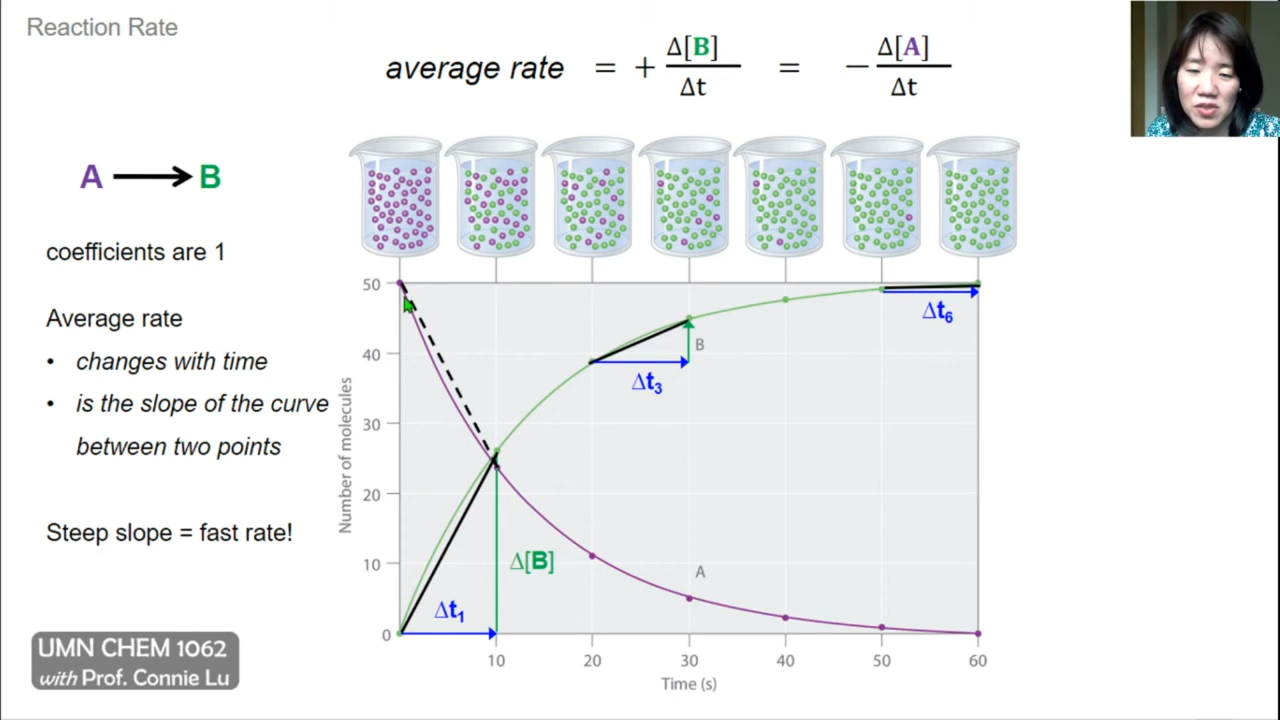 Reaction Rate
average rate = + Δ[B]/Δt = − Δ[A]/Δt
A → B
coefficients are 1
Average rate
• changes with time
• is the slope of the curve
between two points
Steep slope = fast rate!
UMN CHEM 1062
with Prof. Connie Lu
Number of molecules
50
40
30
20
10
0
10 20 30 40 50 60
Time (s)
Δt₁
Δ[B]
Δt₃
B
Δt₆
A